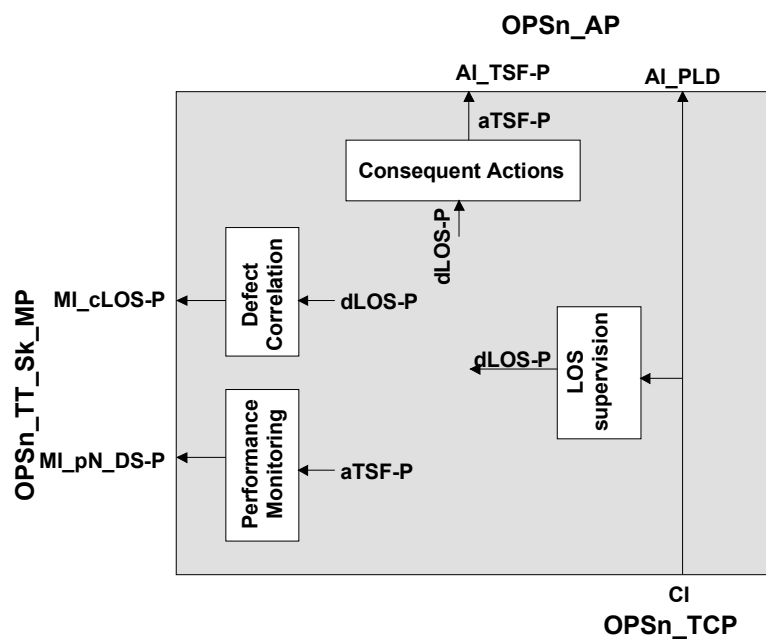 OPSn_AP
AI_TSF-P
AI_PLD
aTSF-P
Consequent Actions
dLOS-P
Defect
Correlation
MI_cLOS-P
dLOS-P
OPSn_TT_Sk_MP
dLOS-P
LOS
supervision
Performance
Monitoring
MI_pN_DS-P
aTSF-P
CI
OPSn_TCP